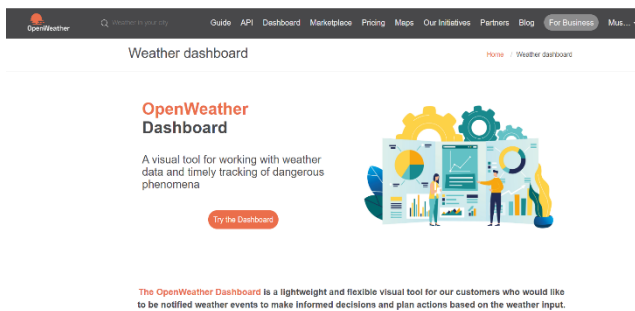 OpenWeather
Weather in your city
Guide API Dashboard Marketplace Pricing Maps Our Initiatives Partners Blog For Business Mus...
Weather dashboard
Home / Weather dashboard
OpenWeather
Dashboard
A visual tool for working with weather
data and timely tracking of dangerous
phenomena
Try the Dashboard
The OpenWeather Dashboard is a lightweight and flexible visual tool for our customers who would like
to be notified weather events to make informed decisions and plan actions based on the weather input.